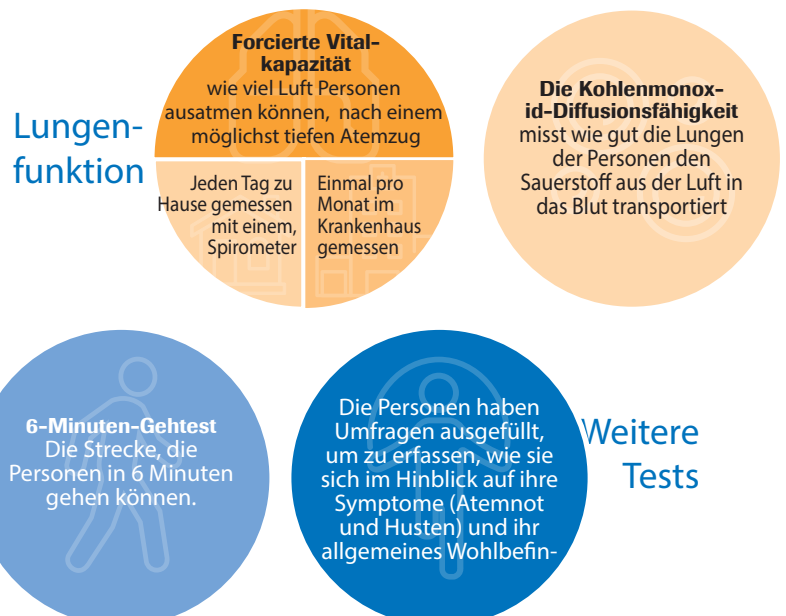 Lungen-
funktion
Forcierte Vital-
kapazität
wie viel Luft Personen
ausatmen können, nach einem
möglichst tiefen Atemzug
Jeden Tag zu
Hause gemessen
mit einem,
Spirometer
Einmal pro
Monat im
Krankenhaus
gemessen
Die Kohlenmonox-
id-Diffusionsfähigkeit
misst wie gut die Lungen
der Personen den
Sauerstoff aus der Luft in
das Blut transportiert
6-Minuten-Gehtest
Die Strecke, die
Personen in 6 Minuten
gehen können.
Die Personen haben
Umfragen ausgefüllt,
um zu erfassen, wie sie
sich im Hinblick auf ihre
Symptome (Atemnot
und Husten) und ihr
allgemeines Wohlbefin-
Weitere
Tests